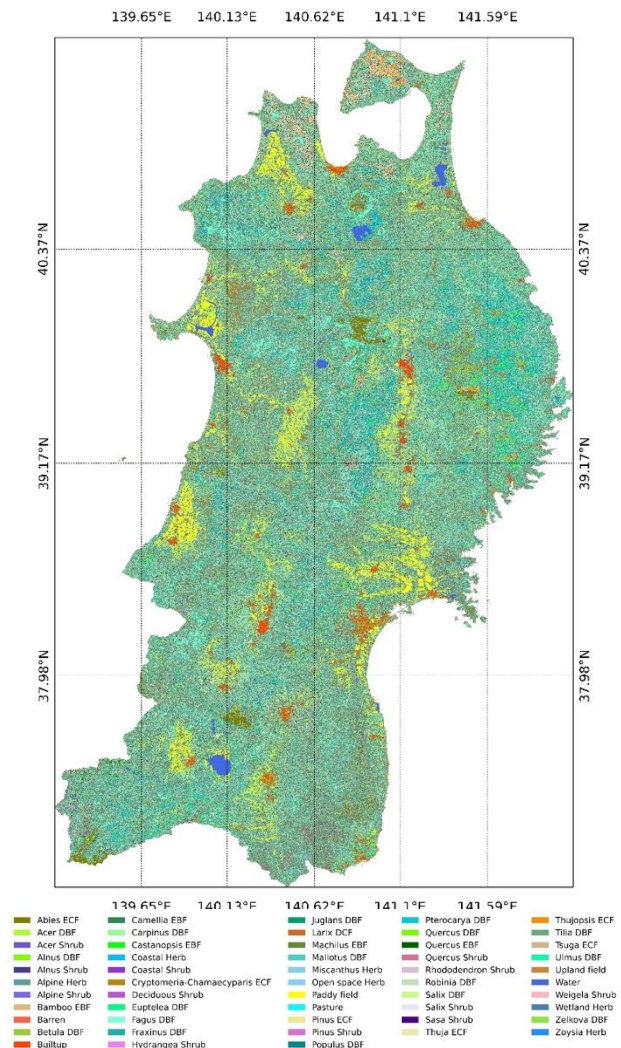 139.65°E 140.13°E 140.62°E 141.1°E 141.59°E
40.37°N 40.37°N
39.17°N 39.17°N
37.98°N 37.98°N
139.65°E 140.13°E 140.62°E 141.1°E 141.59°E
Abies ECF
Acer DBF
Acer Shrub
Alnus DBF
Alnus Shrub
Alpine Herb
Alpine Shrub
Bamboo EBF
Barren
Betula DBF
Builtup
Camellia EBF
Carpinus DBF
Castanopsis EBF
Coastal Herb
Coastal Shrub
Cryptomeria-Chamaecyparis ECF
Deciduous Shrub
Euptelea DBF
Fagus DBF
Fraxinus DBF
Hydrangea Shrub
Juglans DBF
Larix DCF
Machilus EBF
Mallotus DBF
Miscanthus Herb
Open space Herb
Paddy field
Pasture
Pinus ECF
Pinus Shrub
Populus DBF
Pterocarya DBF
Quercus DBF
Quercus EBF
Quercus Shrub
Rhododendron Shrub
Robinia DBF
Salix DBF
Salix Shrub
Sasa Shrub
Thuja ECF
Thujopsis ECF
Tilia DBF
Tsuga ECF
Ulmus DBF
Upland field
Water
Weigela Shrub
Wetland Herb
Zelkova DBF
Zoysia Herb